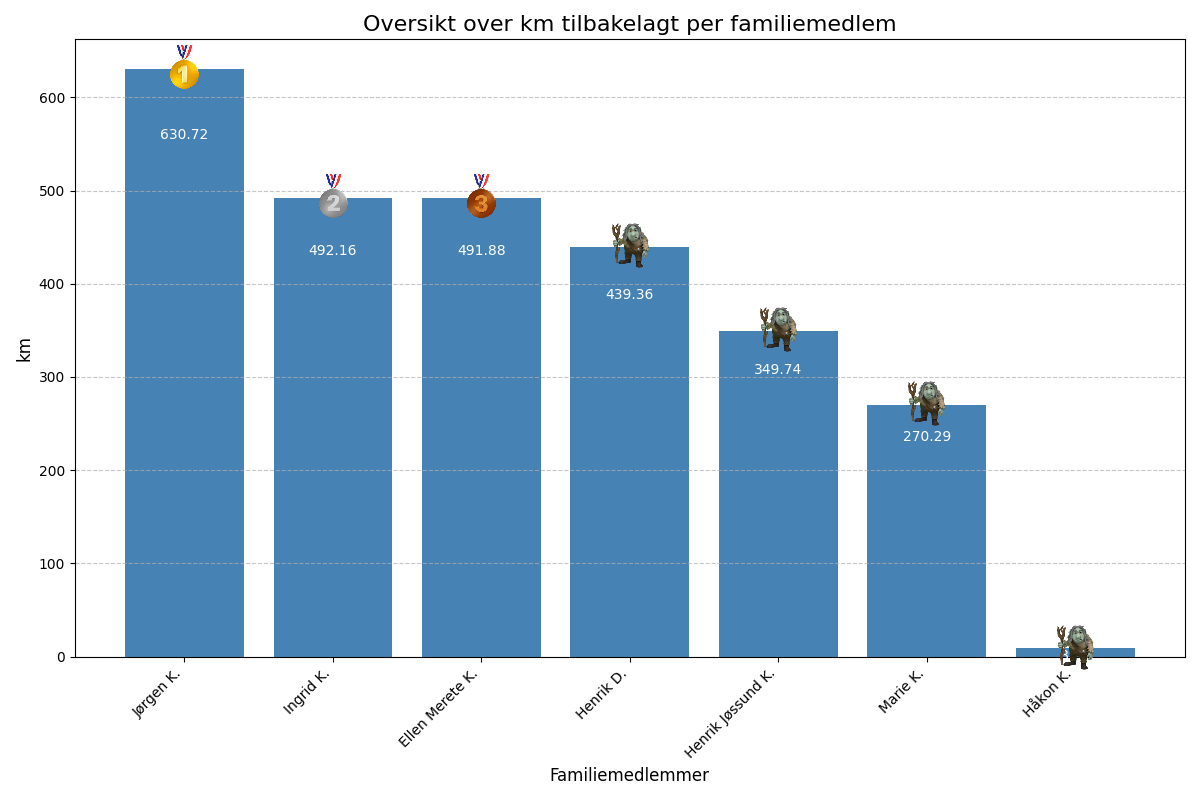 Oversikt over km tilbakelagt per familiemedlem
km
600
500
400
300
200
100
0
1
2
3
630.72
492.16
491.88
439.36
349.74
270.29
Jørgen K.
Ingrid K.
Ellen Merete K.
Henrik D.
Henrik Jøssund K.
Marie K.
Håkon K.
Familiemedlemmer